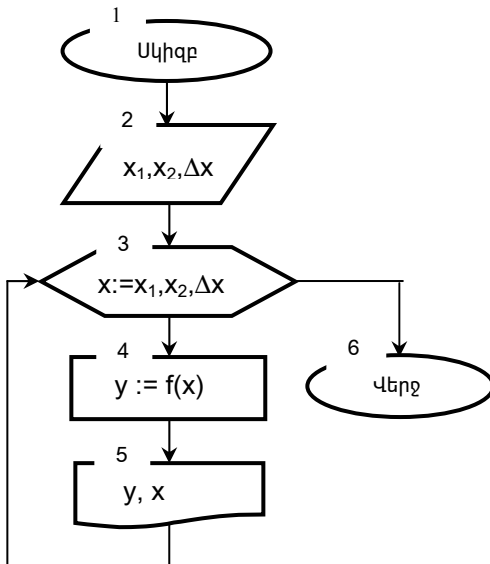 1
Սկիզբ
2
x₁,x₂,Δx
3
x:=x₁,x₂,Δx
4
y := f(x)
6
Վերջ
5
y, x